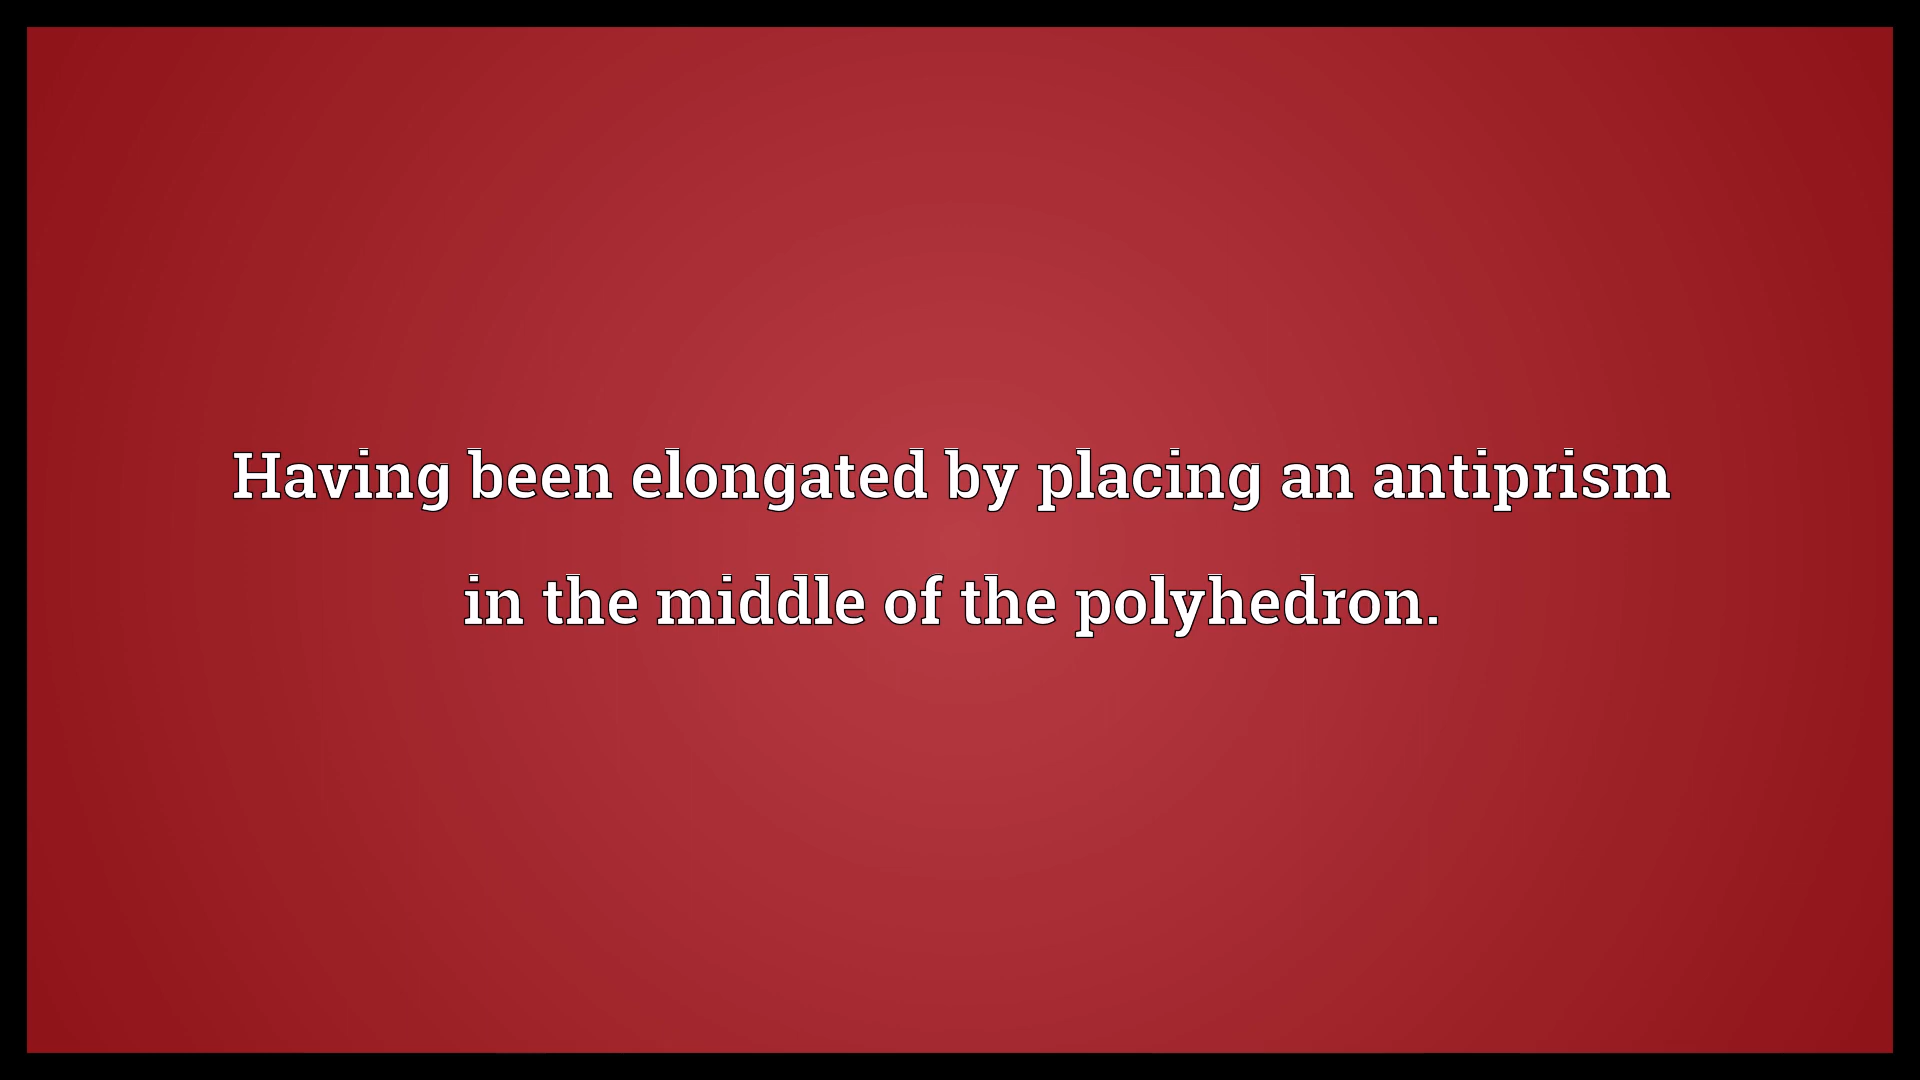 Having been elongated by placing an antiprism
in the middle of the polyhedron.